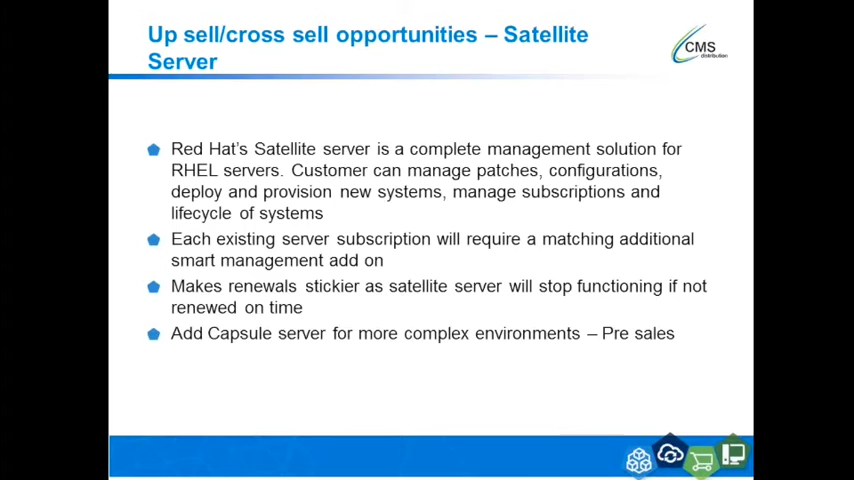 Up sell/cross sell opportunities – Satellite
Server
CMS
distribution
Red Hat's Satellite server is a complete management solution for
RHEL servers. Customer can manage patches, configurations,
deploy and provision new systems, manage subscriptions and
lifecycle of systems
Each existing server subscription will require a matching additional
smart management add on
Makes renewals stickier as satellite server will stop functioning if not
renewed on time
Add Capsule server for more complex environments – Pre sales